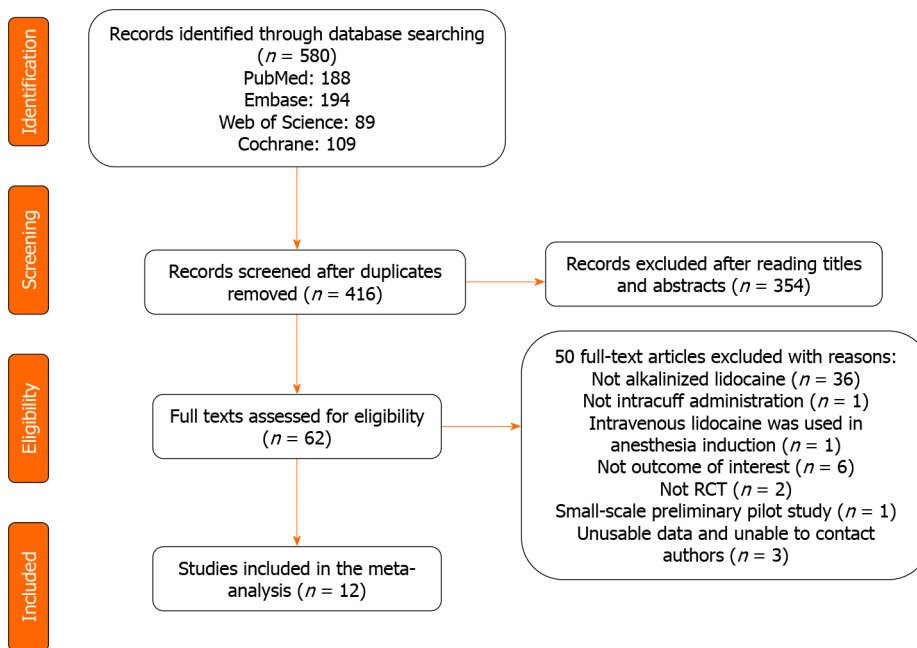 Identification
Records identified through database searching
(n = 580)
PubMed: 188
Embase: 194
Web of Science: 89
Cochrane: 109
Screening
Records screened after duplicates
removed (n = 416)
Records excluded after reading titles
and abstracts (n = 354)
Eligibility
Full texts assessed for eligibility
(n = 62)
50 full-text articles excluded with reasons:
Not alkalinized lidocaine (n = 36)
Not intracuff administration (n = 1)
Intravenous lidocaine was used in
anesthesia induction (n = 1)
Not outcome of interest (n = 6)
Not RCT (n = 2)
Small-scale preliminary pilot study (n = 1)
Unusable data and unable to contact
authors (n = 3)
Included
Studies included in the meta-
analysis (n = 12)